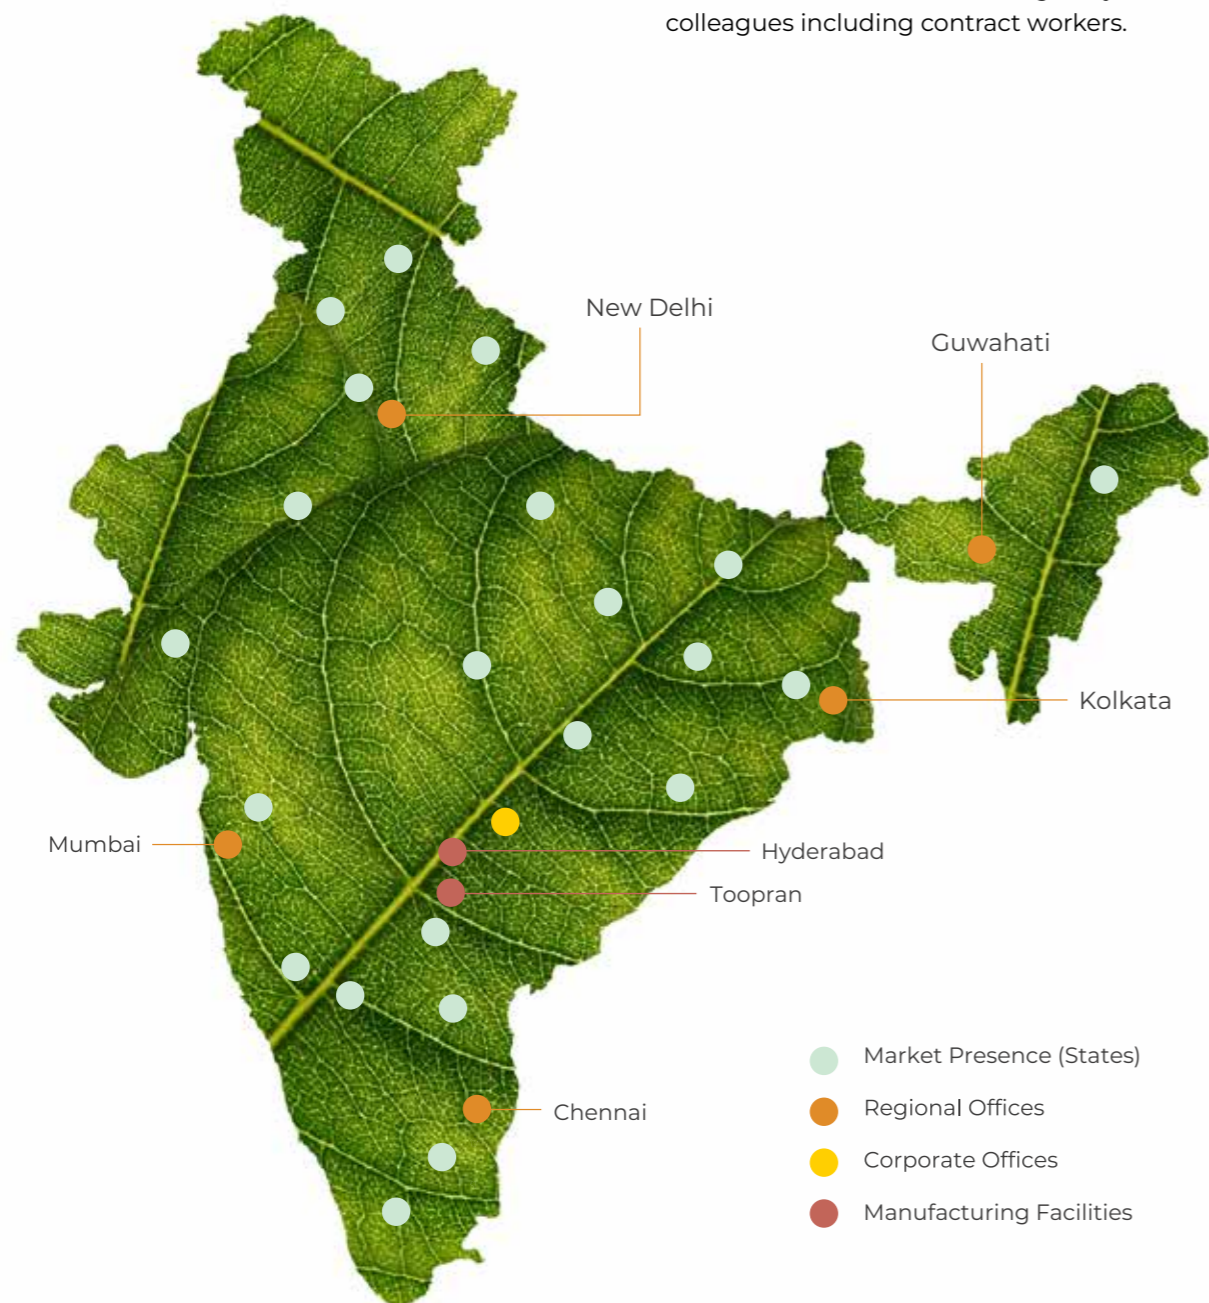 colleagues including contract workers.
New Delhi
Guwahati
Kolkata
Mumbai
Hyderabad
Toopran
Chennai
Market Presence (States)
Regional Offices
Corporate Offices
Manufacturing Facilities